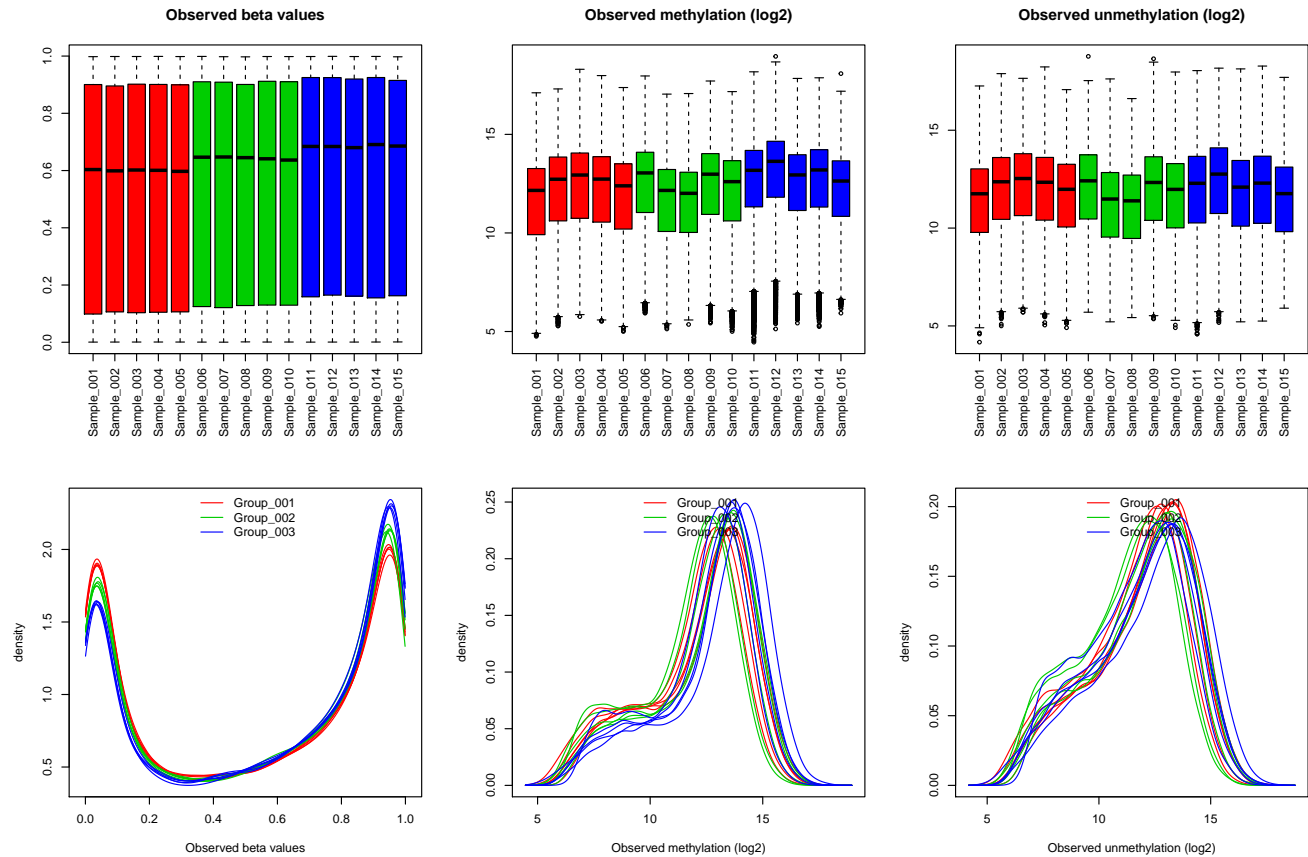 Observed beta values
0.0 0.2 0.4 0.6 0.8 1.0
Sample_001 Sample_002 Sample_003 Sample_004 Sample_005 Sample_006 Sample_007 Sample_008 Sample_009 Sample_010 Sample_011 Sample_012 Sample_013 Sample_014 Sample_015
Observed methylation (log2)
5 10 15
Sample_001 Sample_002 Sample_003 Sample_004 Sample_005 Sample_006 Sample_007 Sample_008 Sample_009 Sample_010 Sample_011 Sample_012 Sample_013 Sample_014 Sample_015
Observed unmethylation (log2)
5 10 15
Sample_001 Sample_002 Sample_003 Sample_004 Sample_005 Sample_006 Sample_007 Sample_008 Sample_009 Sample_010 Sample_011 Sample_012 Sample_013 Sample_014 Sample_015
Group_001
Group_002
Group_003
density
0.5 1.0 1.5 2.0
0.0 0.2 0.4 0.6 0.8 1.0
Observed beta values
Group_001
Group_002
Group_003
density
0.00 0.05 0.10 0.15 0.20 0.25
5 10 15
Observed methylation (log2)
Group_001
Group_002
Group_003
density
0.00 0.05 0.10 0.15 0.20
5 10 15
Observed unmethylation (log2)